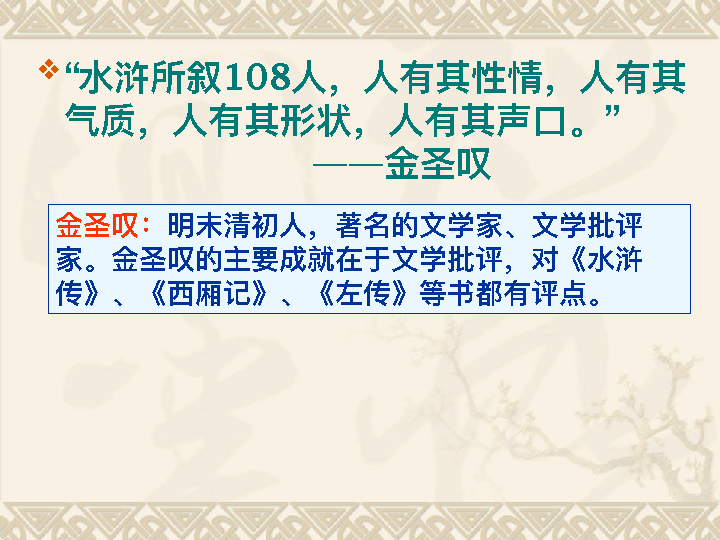 “水浒所叙108人，人有其性情，人有其
气质，人有其形状，人有其声口。”
——金圣叹
金圣叹：明末清初人，著名的文学家、文学批评
家。金圣叹的主要成就在于文学批评，对《水浒
传》、《西厢记》、《左传》等书都有评点。